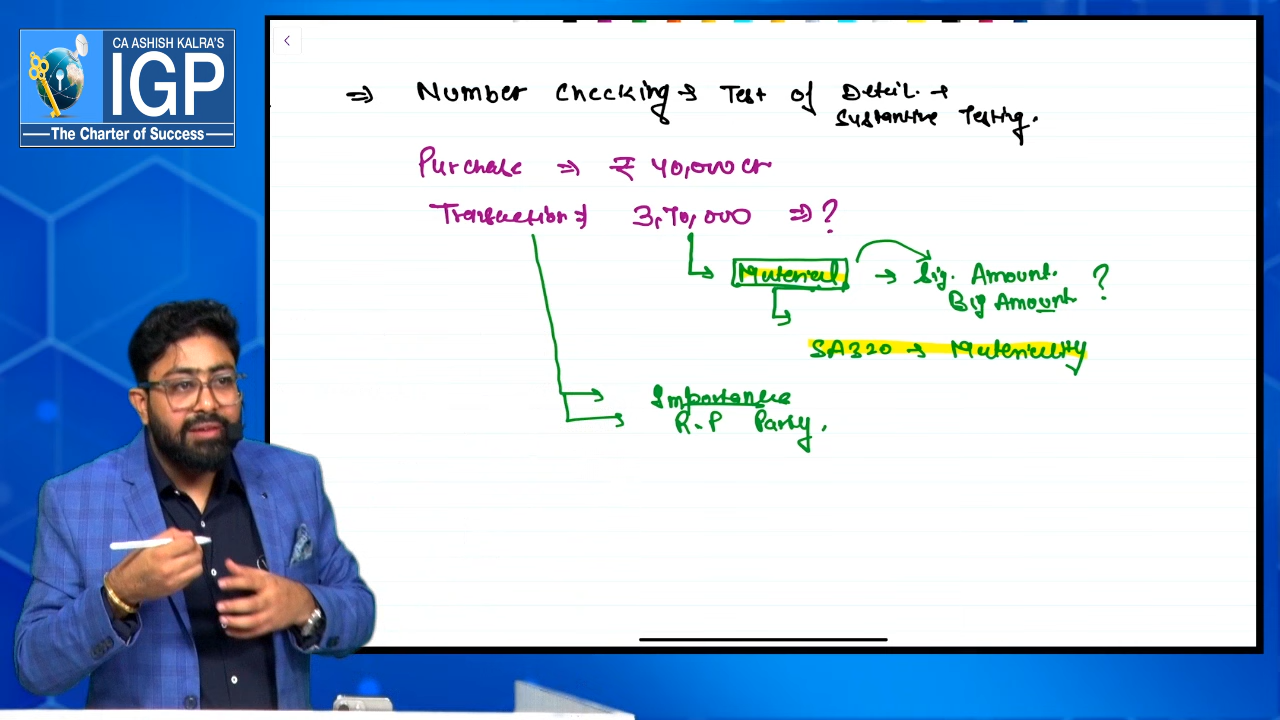 CA ASHISH KALRA'S
IGP
The Charter of Success
⇒ Number Checking → Test of Detail. →
Substantive Testing.
Purchase ⇒ ₹ 40,000 cr
Transaction ⇒ 3,70,000 ⇒ ?
Material → Sig. Amount. ?
Big Amount
SA320 → Materiality
Importance
R.P Party.